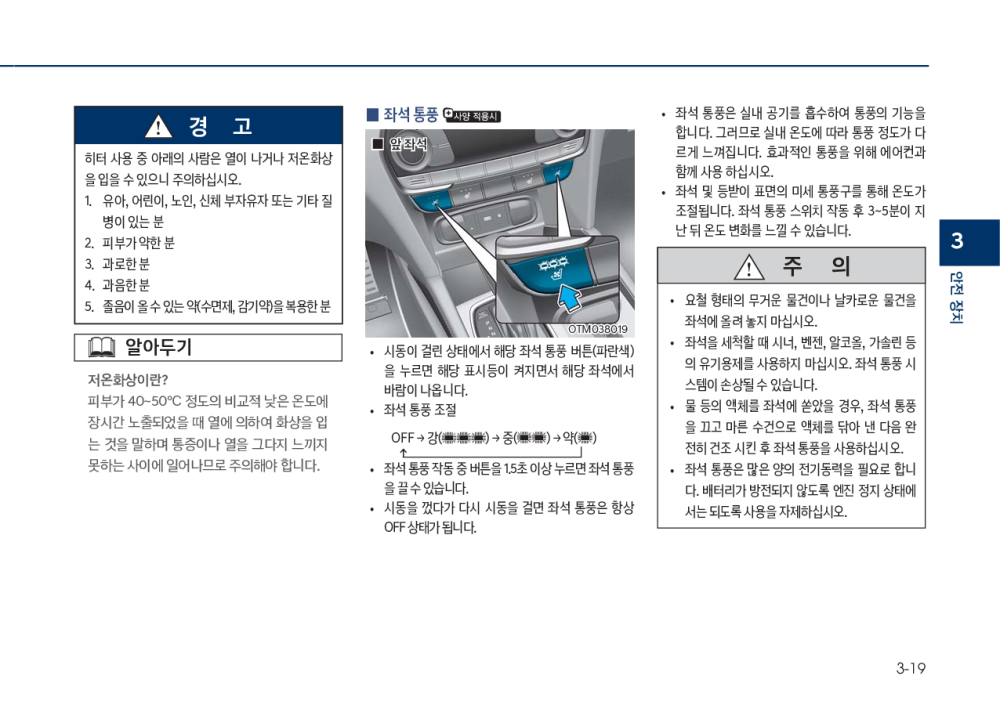 경 고
히터 사용 중 아래의 사람은 열이 나거나 저온화상
을 입을 수 있으니 주의하십시오.
1. 유아, 어린이, 노인, 신체 부자유자 또는 기타 질
병이 있는 분
2. 피부가 약한 분
3. 과로한 분
4. 과음한 분
5. 졸음이 올 수 있는 약(수면제, 감기약)을 복용한 분
알아두기
저온화상이란?
피부가 40~50℃ 정도의 비교적 낮은 온도에
장시간 노출되었을 때 열에 의하여 화상을 입
는 것을 말하며 통증이나 열을 그다지 느끼지
못하는 사이에 일어나므로 주의해야 합니다.
■ 좌석 통풍 사양 적용시
■ 앞 좌석
OTM038019
• 시동이 걸린 상태에서 해당 좌석 통풍 버튼(파란색)
을 누르면 해당 표시등이 켜지면서 해당 좌석에서
바람이 나옵니다.
• 좌석 통풍 조절
OFF → 강( ) → 중( ) → 약( )
• 좌석 통풍 작동 중 버튼을 1.5초 이상 누르면 좌석 통풍
을 끌 수 있습니다.
• 시동을 껐다가 다시 시동을 걸면 좌석 통풍은 항상
OFF 상태가 됩니다.
• 좌석 통풍은 실내 공기를 흡수하여 통풍의 기능을
합니다. 그러므로 실내 온도에 따라 통풍 정도가 다
르게 느껴집니다. 효과적인 통풍을 위해 에어컨과
함께 사용 하십시오.
• 좌석 및 등받이 표면의 미세 통풍구를 통해 온도가
조절됩니다. 좌석 통풍 스위치 작동 후 3~5분이 지
난 뒤 온도 변화를 느낄 수 있습니다.
주 의
• 요철 형태의 무거운 물건이나 날카로운 물건을
좌석에 올려 놓지 마십시오.
• 좌석을 세척할 때 시너, 벤젠, 알코올, 가솔린 등
의 유기용제를 사용하지 마십시오. 좌석 통풍 시
스템이 손상될 수 있습니다.
• 물 등의 액체를 좌석에 쏟았을 경우, 좌석 통풍
을 끄고 마른 수건으로 액체를 닦아 낸 다음 완
전히 건조 시킨 후 좌석 통풍을 사용하십시오.
• 좌석 통풍은 많은 양의 전기동력을 필요로 합니
다. 배터리가 방전되지 않도록 엔진 정지 상태에
서는 되도록 사용을 자제하십시오.
3
안전 장치
3-19